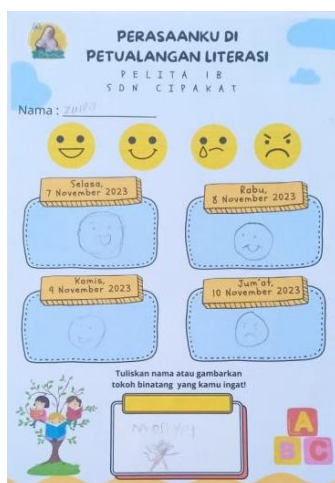 PERASAANKU DI
PETUALANGAN LITERASI
PELITA 1B
SDN CIPAKAT
Nama :
Selasa,
7 November 2023
Rabu,
8 November 2023
Kamis,
9 November 2023
Jum'at,
10 November 2023
Tuliskan nama atau gambarkan
tokoh binatang yang kamu ingat!
A
B C